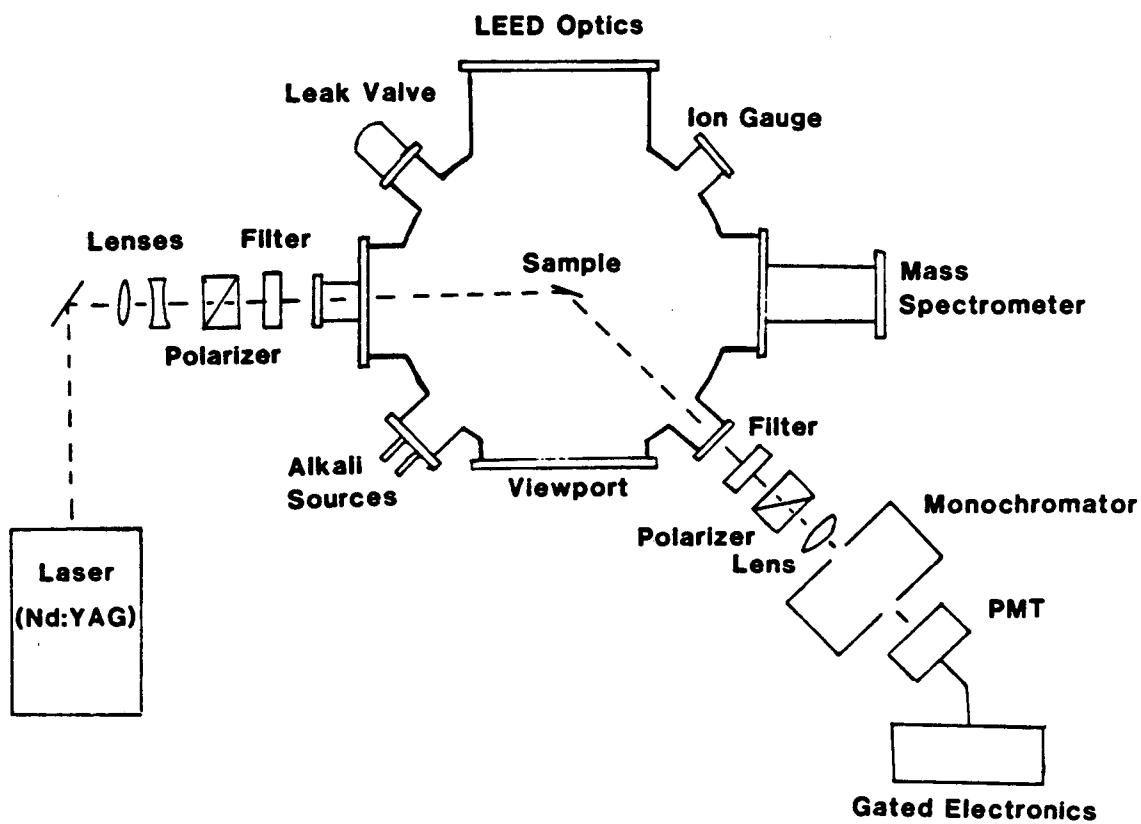 LEED Optics
Leak Valve
Ion Gauge
Lenses
Filter
Sample
Mass
Spectrometer
Polarizer
Filter
Alkali
Sources
Viewport
Monochromator
Polarizer
Lens
Laser
(Nd:YAG)
PMT
Gated Electronics